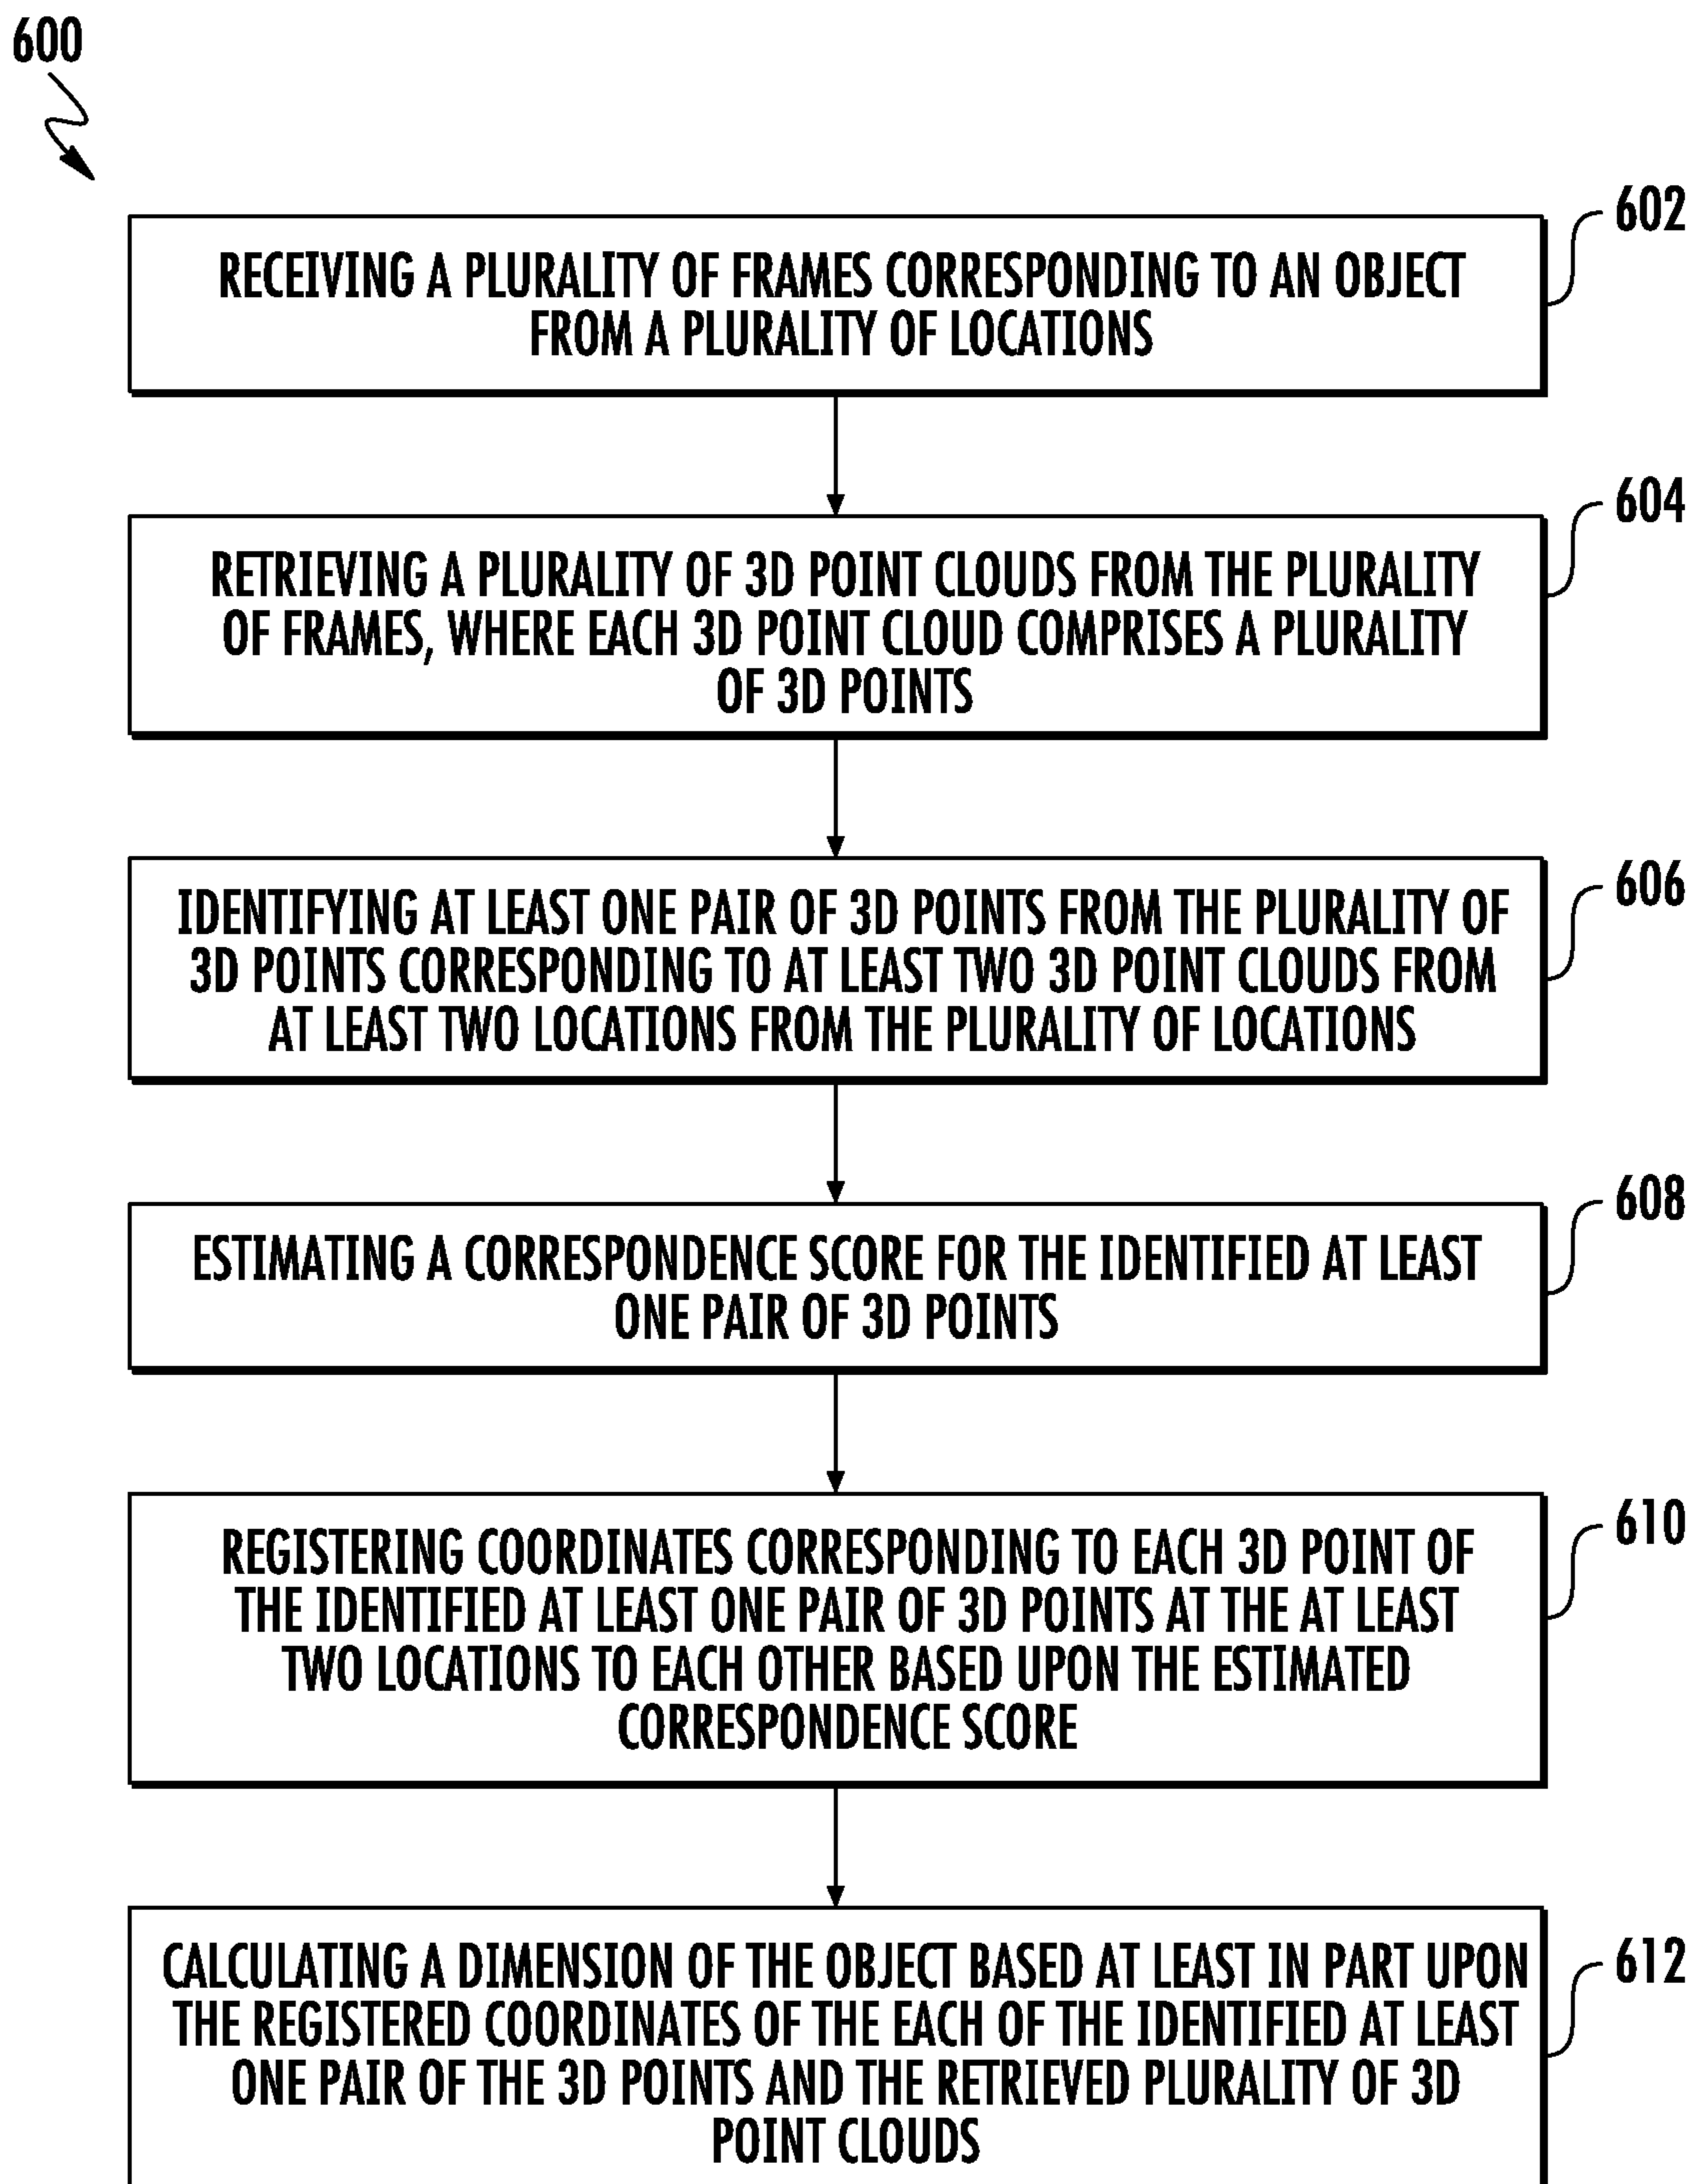 600
602
RECEIVING A PLURALITY OF FRAMES CORRESPONDING TO AN OBJECT
FROM A PLURALITY OF LOCATIONS
604
RETRIEVING A PLURALITY OF 3D POINT CLOUDS FROM THE PLURALITY
OF FRAMES, WHERE EACH 3D POINT CLOUD COMPRISES A PLURALITY
OF 3D POINTS
606
IDENTIFYING AT LEAST ONE PAIR OF 3D POINTS FROM THE PLURALITY OF
3D POINTS CORRESPONDING TO AT LEAST TWO 3D POINT CLOUDS FROM
AT LEAST TWO LOCATIONS FROM THE PLURALITY OF LOCATIONS
608
ESTIMATING A CORRESPONDENCE SCORE FOR THE IDENTIFIED AT LEAST
ONE PAIR OF 3D POINTS
610
REGISTERING COORDINATES CORRESPONDING TO EACH 3D POINT OF
THE IDENTIFIED AT LEAST ONE PAIR OF 3D POINTS AT THE AT LEAST
TWO LOCATIONS TO EACH OTHER BASED UPON THE ESTIMATED
CORRESPONDENCE SCORE
612
CALCULATING A DIMENSION OF THE OBJECT BASED AT LEAST IN PART UPON
THE REGISTERED COORDINATES OF THE EACH OF THE IDENTIFIED AT LEAST
ONE PAIR OF THE 3D POINTS AND THE RETRIEVED PLURALITY OF 3D
POINT CLOUDS